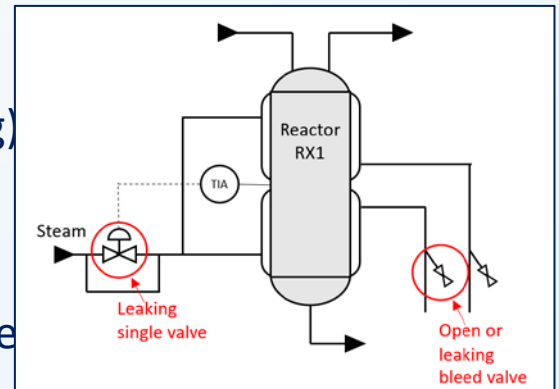 g)
Reactor
RX1
TIA
Steam
Leaking
single valve
e
Open or
leaking
bleed valve